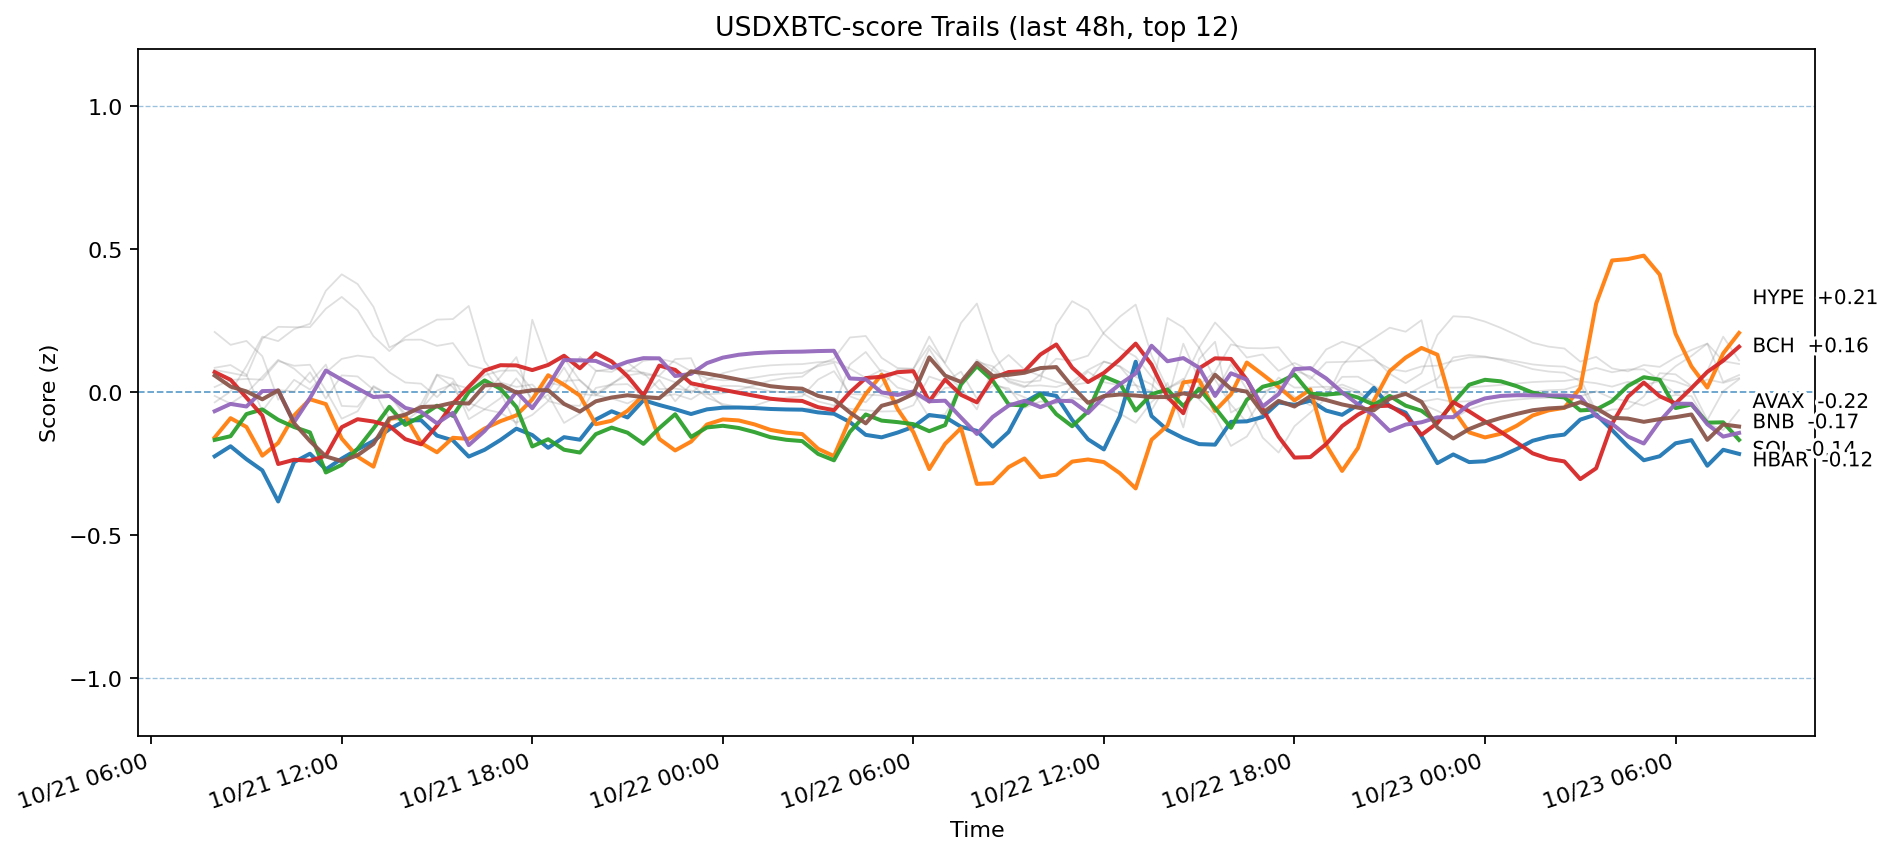 USDXBTC-score Trails (last 48h, top 12)
Score (z)
1.0
0.5
0.0
−0.5
−1.0
HYPE +0.21
BCH +0.16
AVAX -0.22
BNB -0.17
SOL -0.14
HBAR -0.12
10/21 06:00
10/21 12:00
10/21 18:00
10/22 00:00
10/22 06:00
10/22 12:00
10/22 18:00
10/23 00:00
10/23 06:00
Time